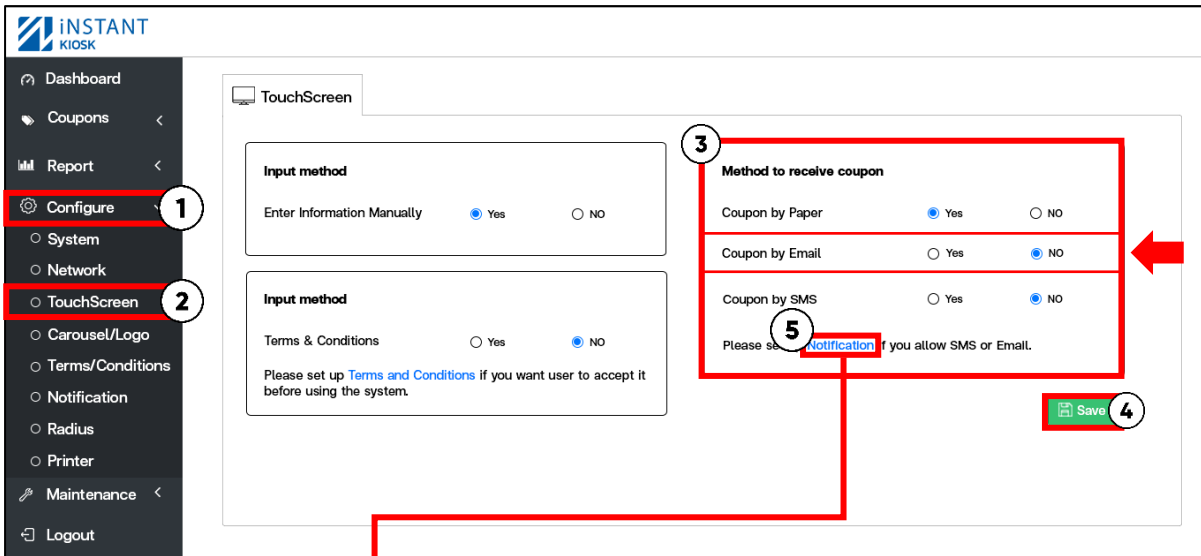 iNSTANT
KIOSK
Dashboard
Coupons
Report
Configure
1
System
Network
TouchScreen
2
Carousel/Logo
Terms/Conditions
Notification
Radius
Printer
Maintenance
Logout
TouchScreen
Input method
Enter Information Manually Yes NO
Input method
Terms & Conditions Yes NO
Please set up Terms and Conditions if you want user to accept it
before using the system.
3
Method to receive coupon
Coupon by Paper Yes NO
Coupon by Email Yes NO
Coupon by SMS Yes NO
5
Please Notification if you allow SMS or Email.
Save
4